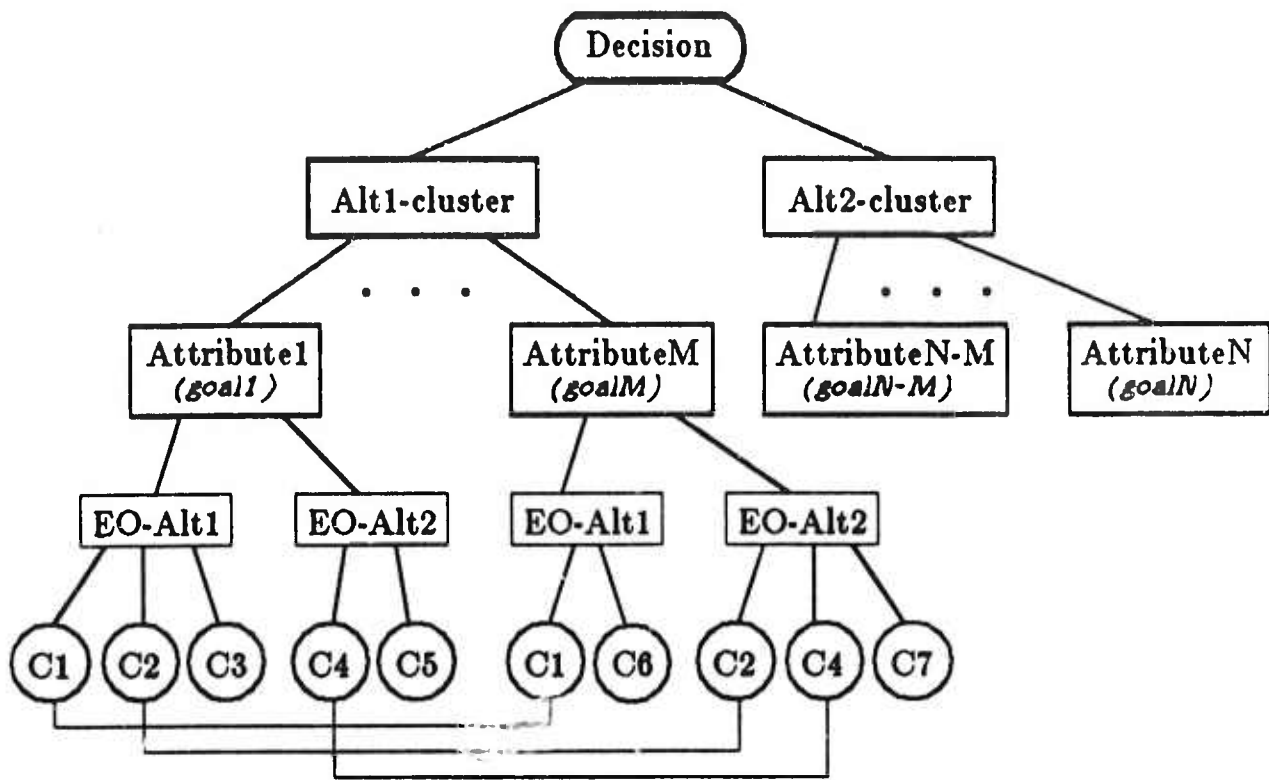 Decision
Alt1-cluster
Alt2-cluster
. . .
. . .
Attribute1
(goal1)
AttributeM
(goalM)
AttributeN-M
(goalN-M)
AttributeN
(goalN)
EO-Alt1
EO-Alt2
EO-Alt1
EO-Alt2
C1
C2
C3
C4
C5
C1
C6
C2
C4
C7